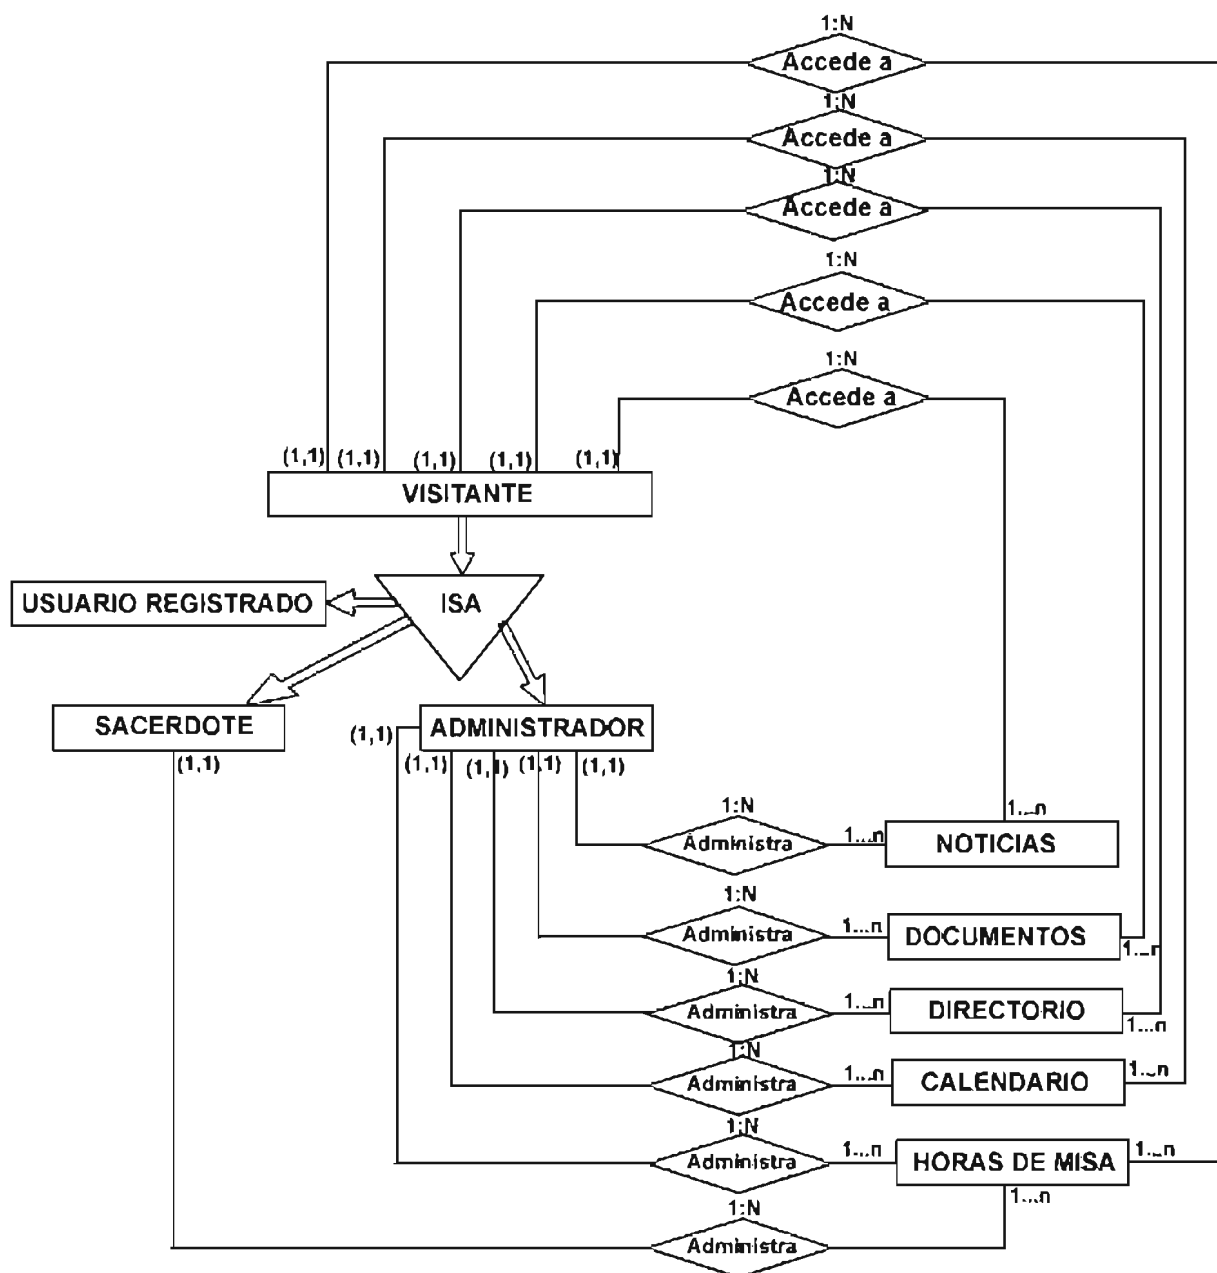 1:N
Accede a
1:N
Accede a
1:N
Accede a
1:N
Accede a
1:N
Accede a
(1,1) (1,1) (1,1) (1,1) (1,1)
VISITANTE
ISA
USUARIO REGISTRADO
SACERDOTE
(1,1)
ADMINISTRADOR
(1,1) (1,1) (1,1) (1,1) (1,1)
1:N
Administra
1...n
NOTICIAS
1...n
1:N
Administra
1...n
DOCUMENTOS
1...n
1:N
Administra
1...n
DIRECTORIO
1...n
1:N
Administra
1...n
CALENDARIO
1...n
1:N
Administra
1...n
HORAS DE MISA
1...n
1...n
1:N
Administra